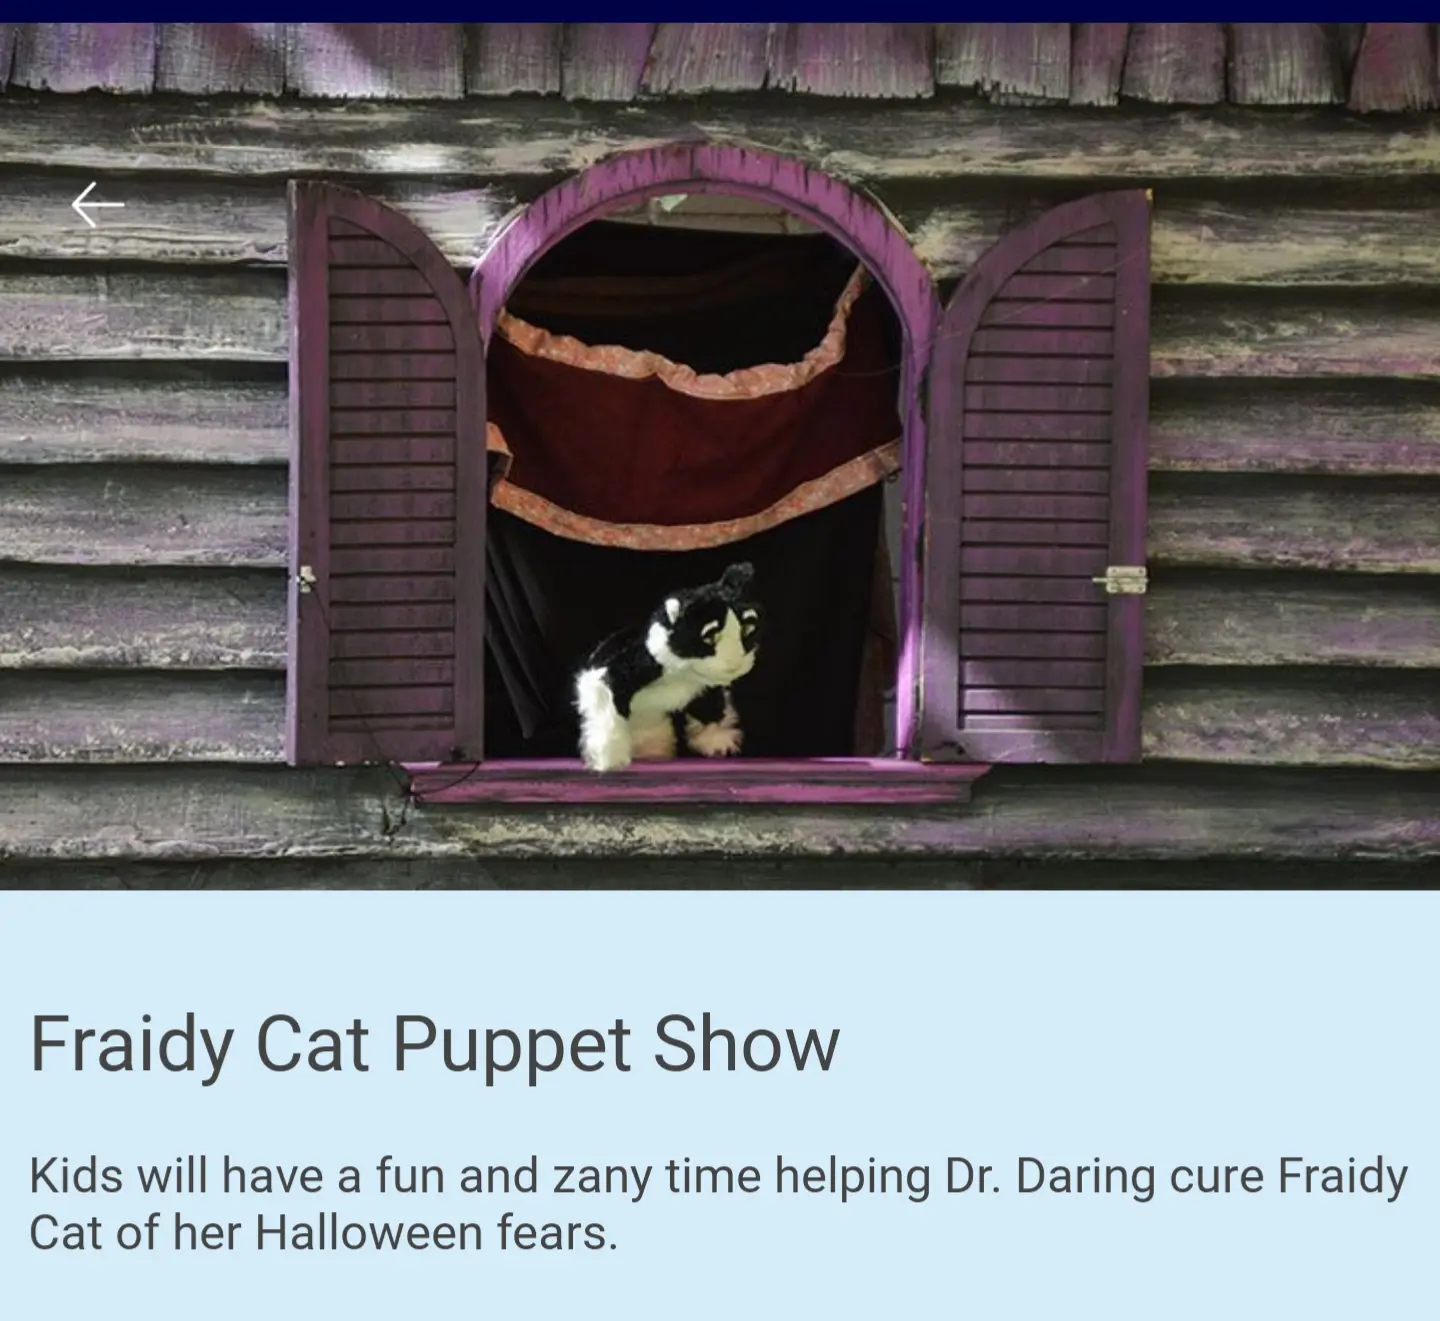 Fraidy Cat Puppet Show
Kids will have a fun and zany time helping Dr. Daring cure Fraidy
Cat of her Halloween fears.